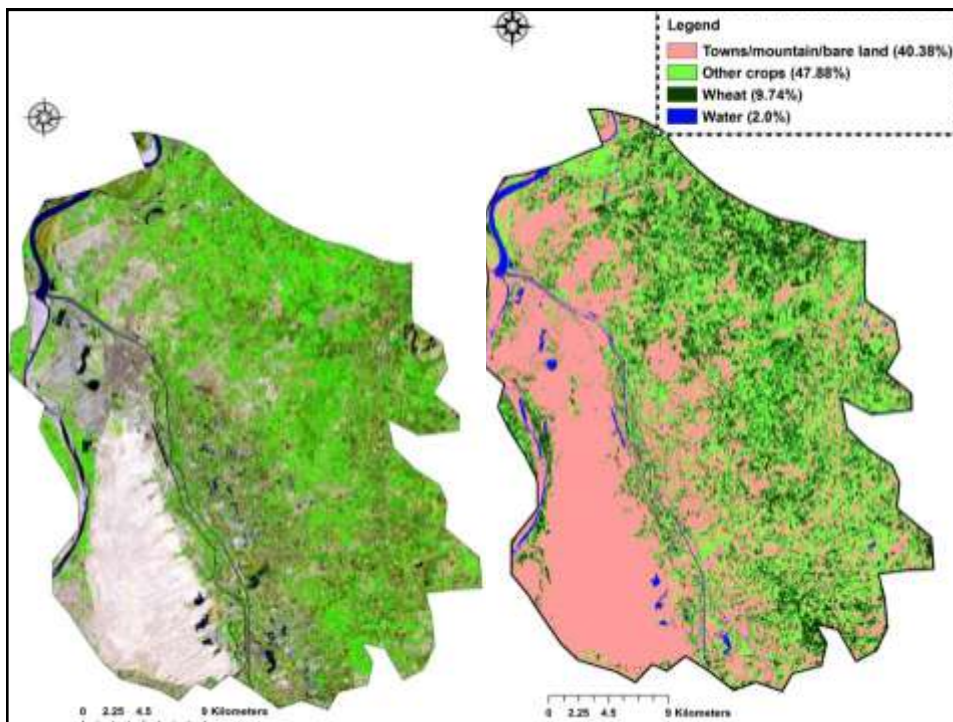 Legend
Towns/mountain/bare land (40.38%)
Other crops (47.88%)
Wheat (9.74%)
Water (2.0%)
0 2.25 4.5 9 Kilometers
0 2.25 4.5 9 Kilometers